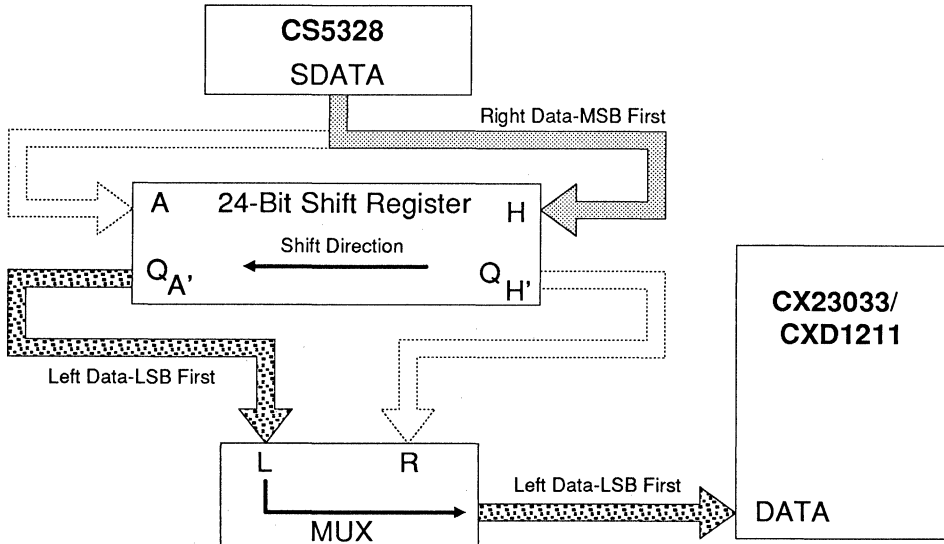 CS5328
SDATA
Right Data-MSB First
A
24-Bit Shift Register
H
Shift Direction
QA'
QH'
CX23033/
CXD1211
Left Data-LSB First
L
R
Left Data-LSB First
MUX
DATA